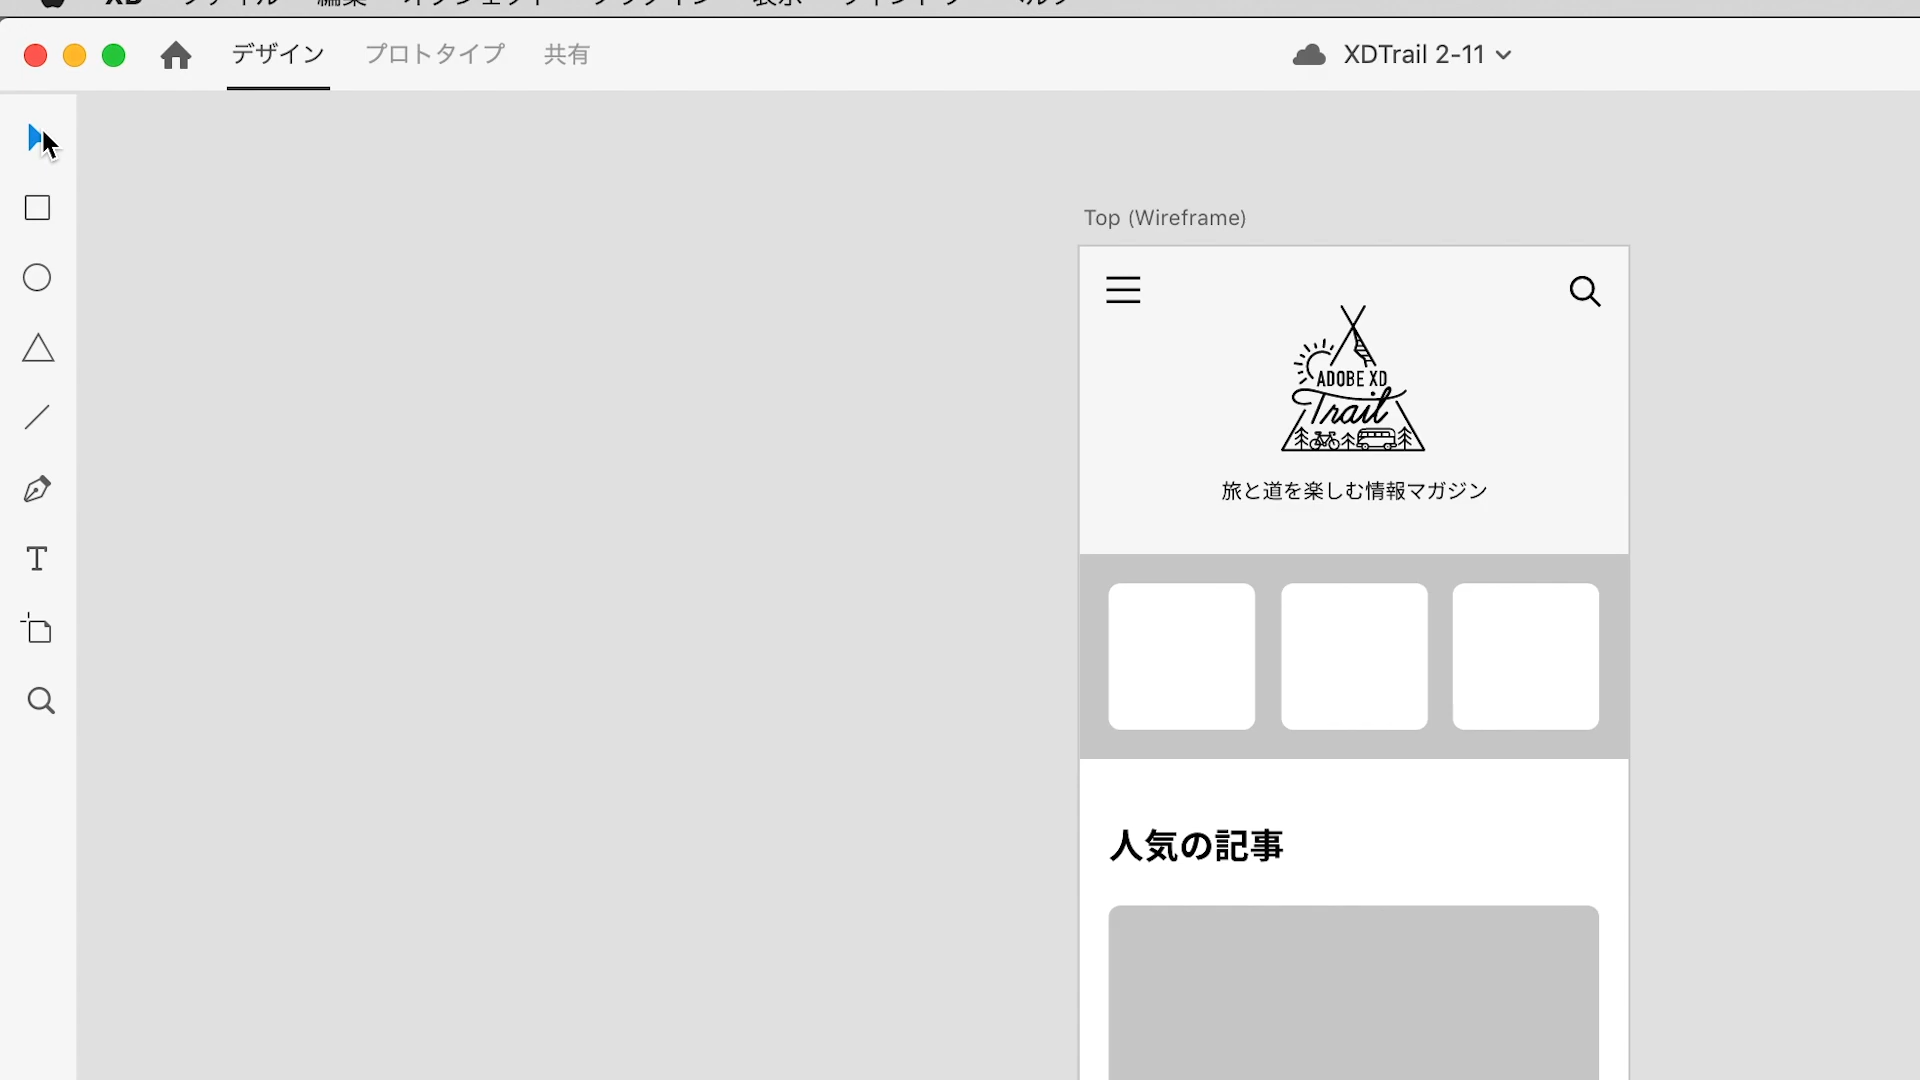 デザイン プロトタイプ 共有
XDTrail 2-11
Top (Wireframe)
ADOBE XD
Trail
旅と道を楽しむ情報マガジン
人気の記事